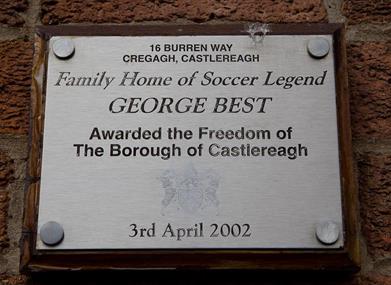 16 BURREN WAY
CREGAGH, CASTLEREAGH
Family Home of Soccer Legend
GEORGE BEST
Awarded the Freedom of
The Borough of Castlereagh
3rd April 2002